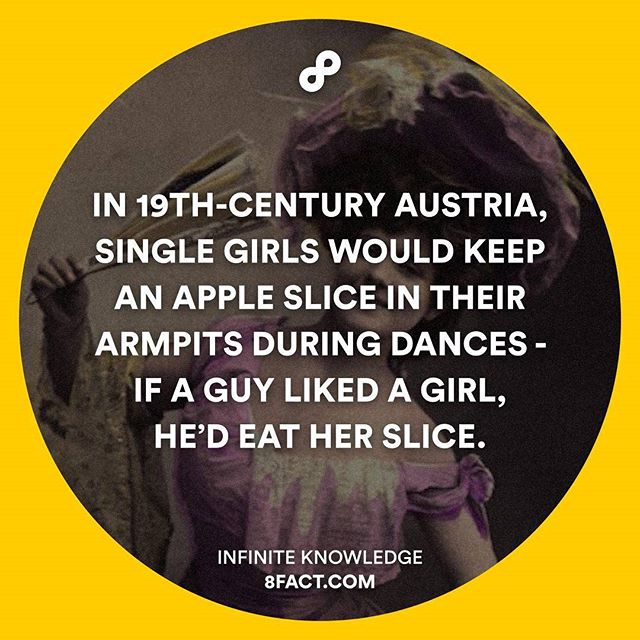 IN 19TH-CENTURY AUSTRIA,
SINGLE GIRLS WOULD KEEP
AN APPLE SLICE IN THEIR
ARMPITS DURING DANCES -
IF A GUY LIKED A GIRL,
HE’D EAT HER SLICE.
INFINITE KNOWLEDGE
8FACT.COM